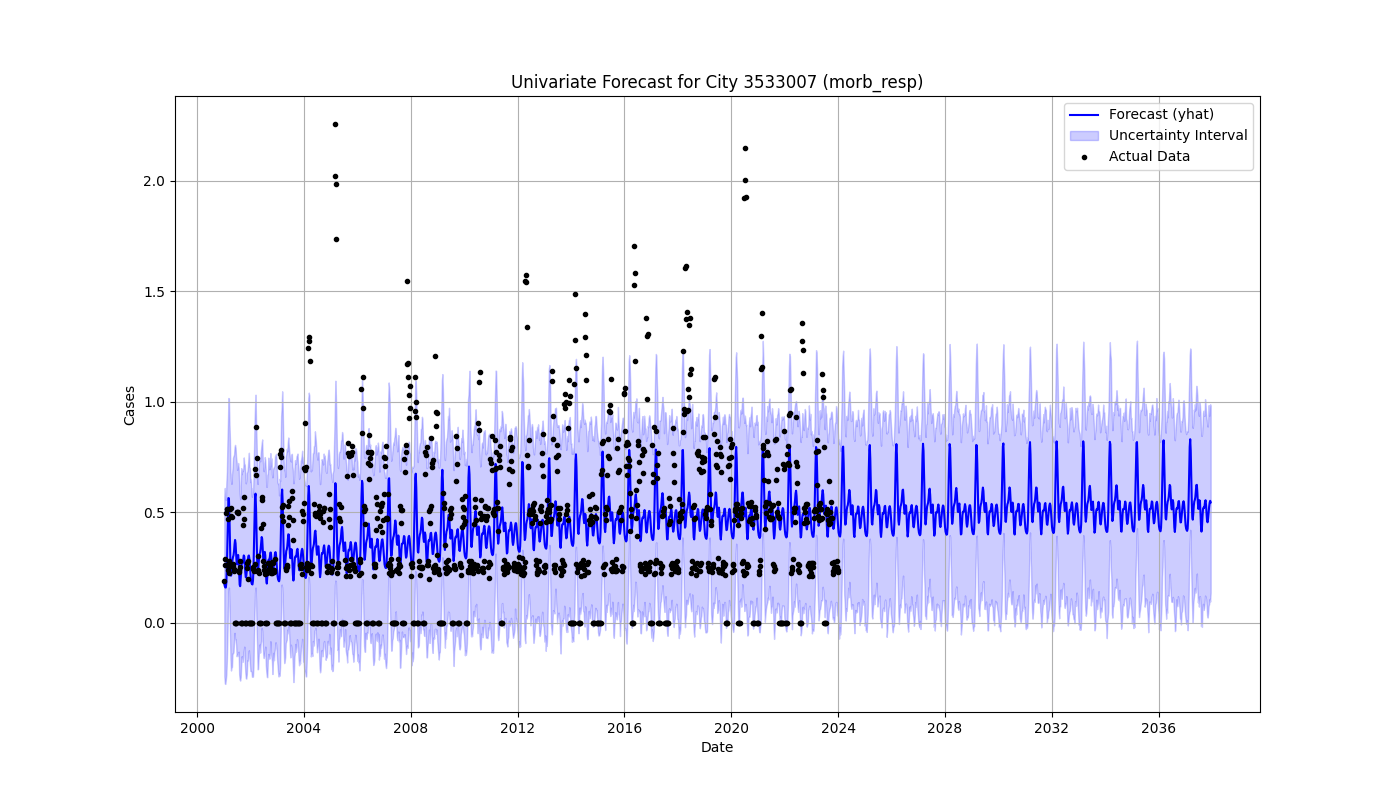 Univariate Forecast for City 3533007 (morb_resp)
Forecast (yhat)
Uncertainty Interval
Actual Data
Cases
2.0
1.5
1.0
0.5
0.0
2000 2004 2008 2012 2016 2020 2024 2028 2032 2036
Date